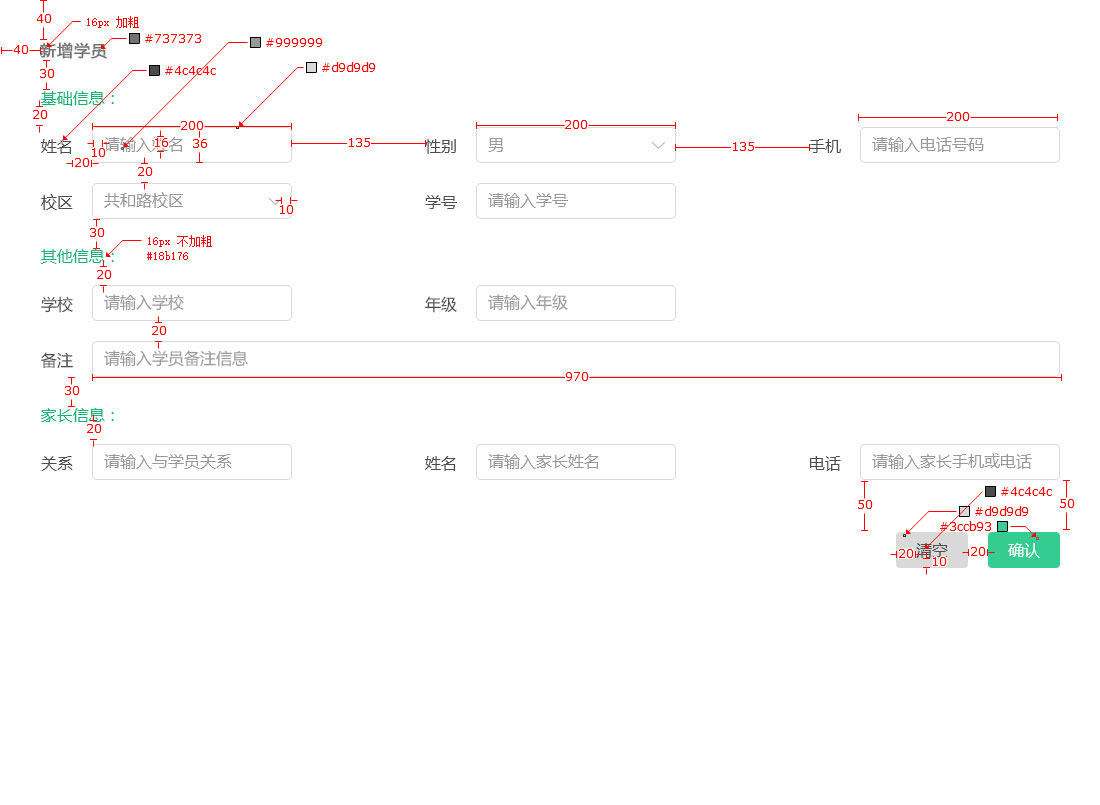 40
16px 加粗
#737373
#999999
40
新增学员
#4c4c4c
#d9d9d9
30
基础信息：
20
200
200
200
姓名
请输入姓名
10
16
36
20
135
性别
男
135
手机
请输入电话号码
20
校区
共和路校区
10
学号
请输入学号
30
16px 不加粗
#18b176
其他信息：
20
学校
请输入学校
年级
请输入年级
20
备注
请输入学员备注信息
970
30
家长信息：
20
关系
请输入与学员关系
姓名
请输入家长姓名
电话
请输入家长手机或电话
50
#4c4c4c
50
#d9d9d9
#3ccb93
20
清空
10
20
确认